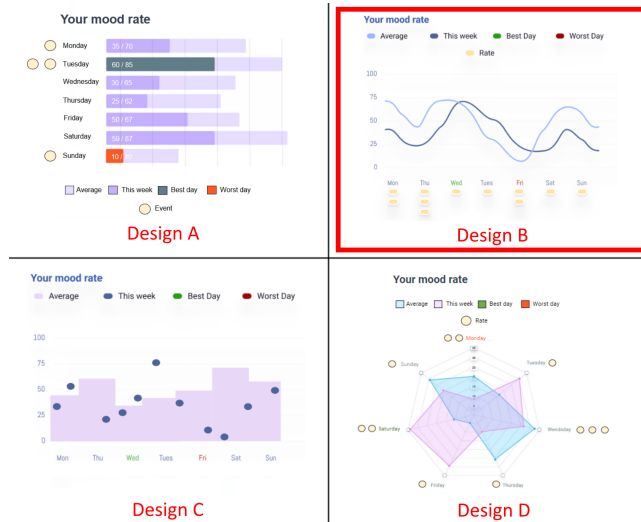 Your mood rate
Monday 35 / 70
Tuesday 60 / 85
Wednesday 30 / 65
Thursday 25 / 62
Friday 50 / 67
Saturday 59 / 87
Sunday 10 /
Average This week Best day Worst day
Event
Design A
Your mood rate
Average This week Best Day Worst Day
Rate
100
75
50
25
0
Mon Thu Wed Tues Fri Sat Sun
Design B
Your mood rate
Average This week Best Day Worst Day
100
75
50
25
0
Mon Thu Wed Tues Fri Sat Sun
Design C
Your mood rate
Average This week Best day Worst day
Rate
Monday
Sunday Tuesday
Saturday Wendsday
Friday Thursday
Design D